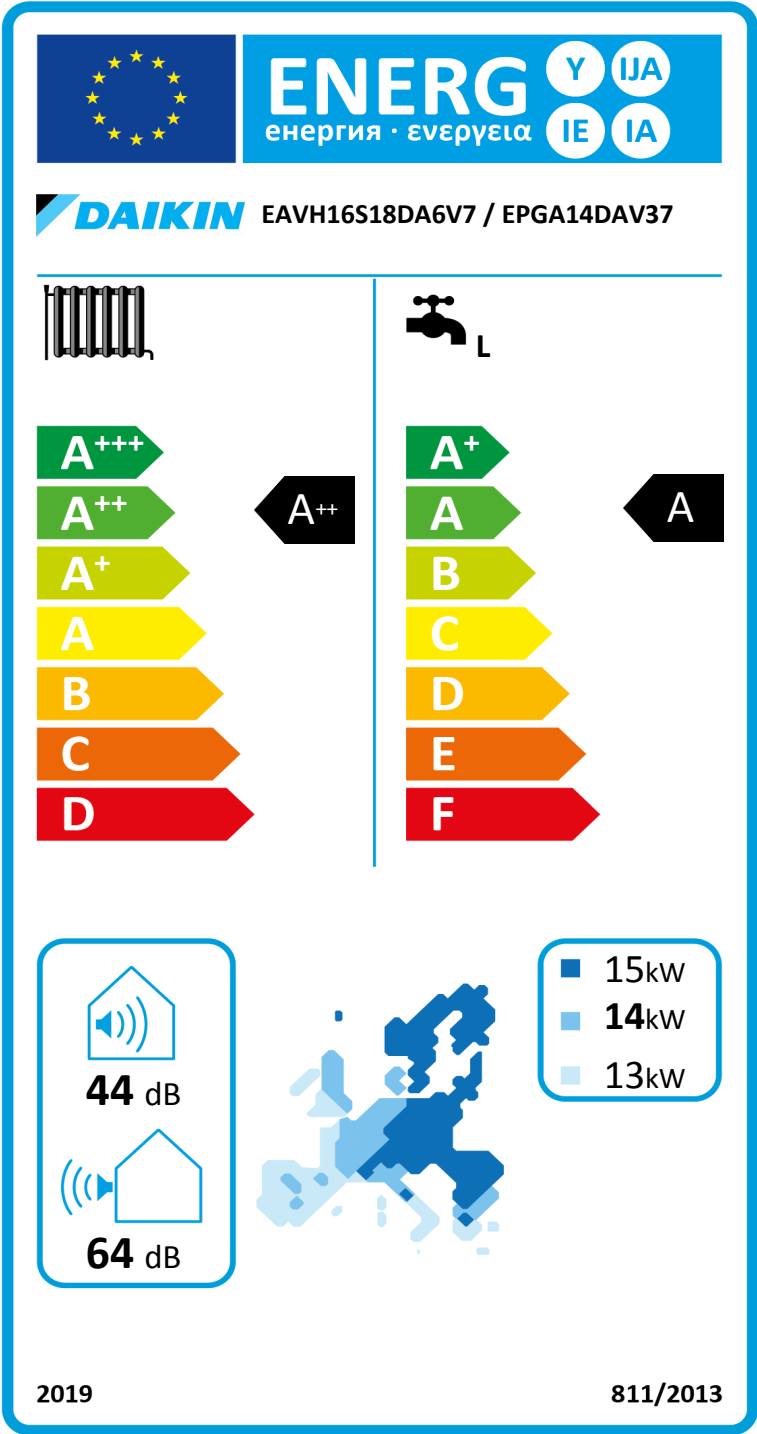 ENERG Y IJA
енергия · ενεργεια IE IA
DAIKIN EAVH16S18DA6V7 / EPGA14DAV37
L
A+++
A++
A+
A
B
C
D
A++
A+
A
B
C
D
E
F
A
44 dB
64 dB
15kW
14kW
13kW
2019
811/2013